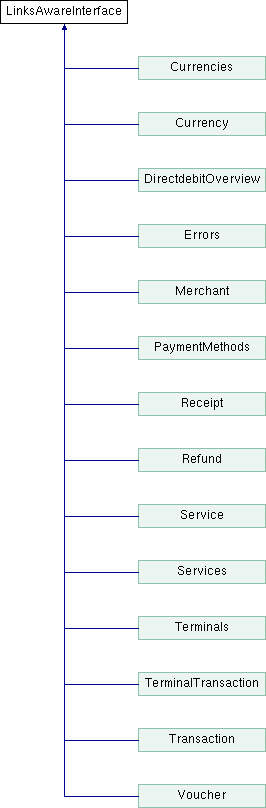 LinksAwareInterface
Currencies
Currency
DirectdebitOverview
Errors
Merchant
PaymentMethods
Receipt
Refund
Service
Services
Terminals
TerminalTransaction
Transaction
Voucher